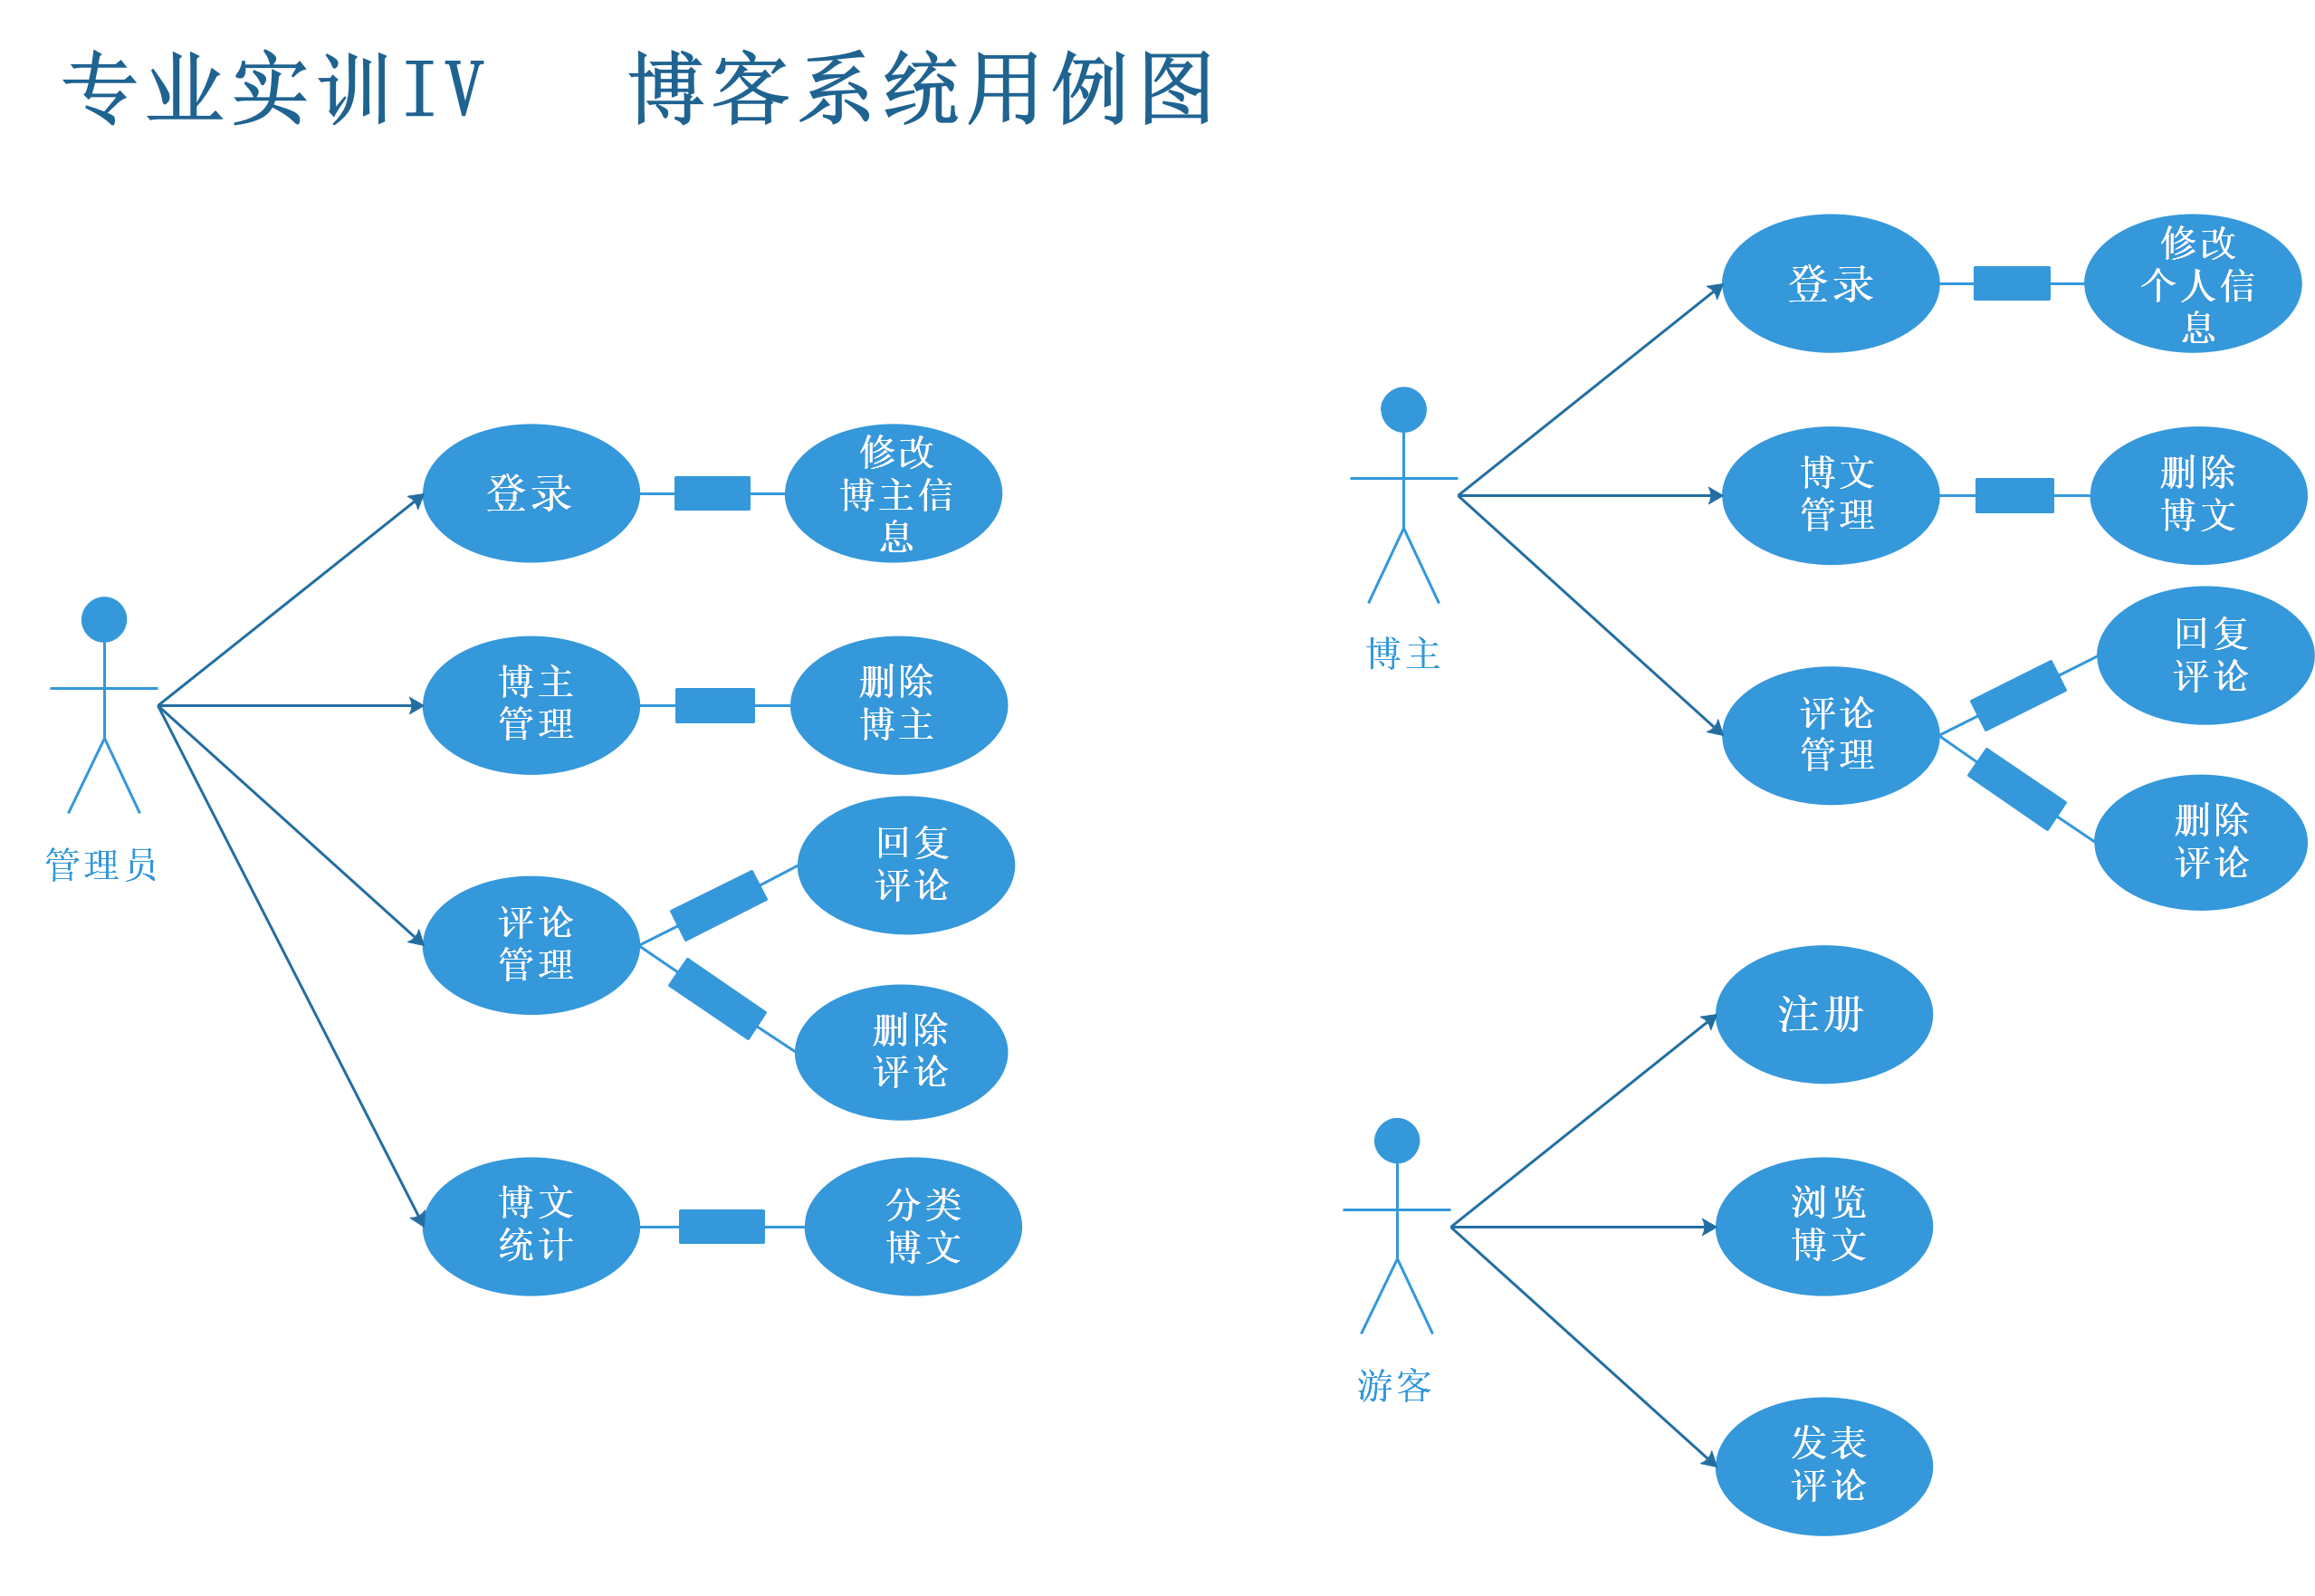 专业实训IV 博客系统用例图
登录
修改
博主信
息
博主
管理
删除
博主
管理员
评论
管理
回复
评论
删除
评论
博文
统计
分类
博文
登录
修改
个人信
息
博文
管理
删除
博文
博主
评论
管理
回复
评论
删除
评论
注册
浏览
博文
游客
发表
评论